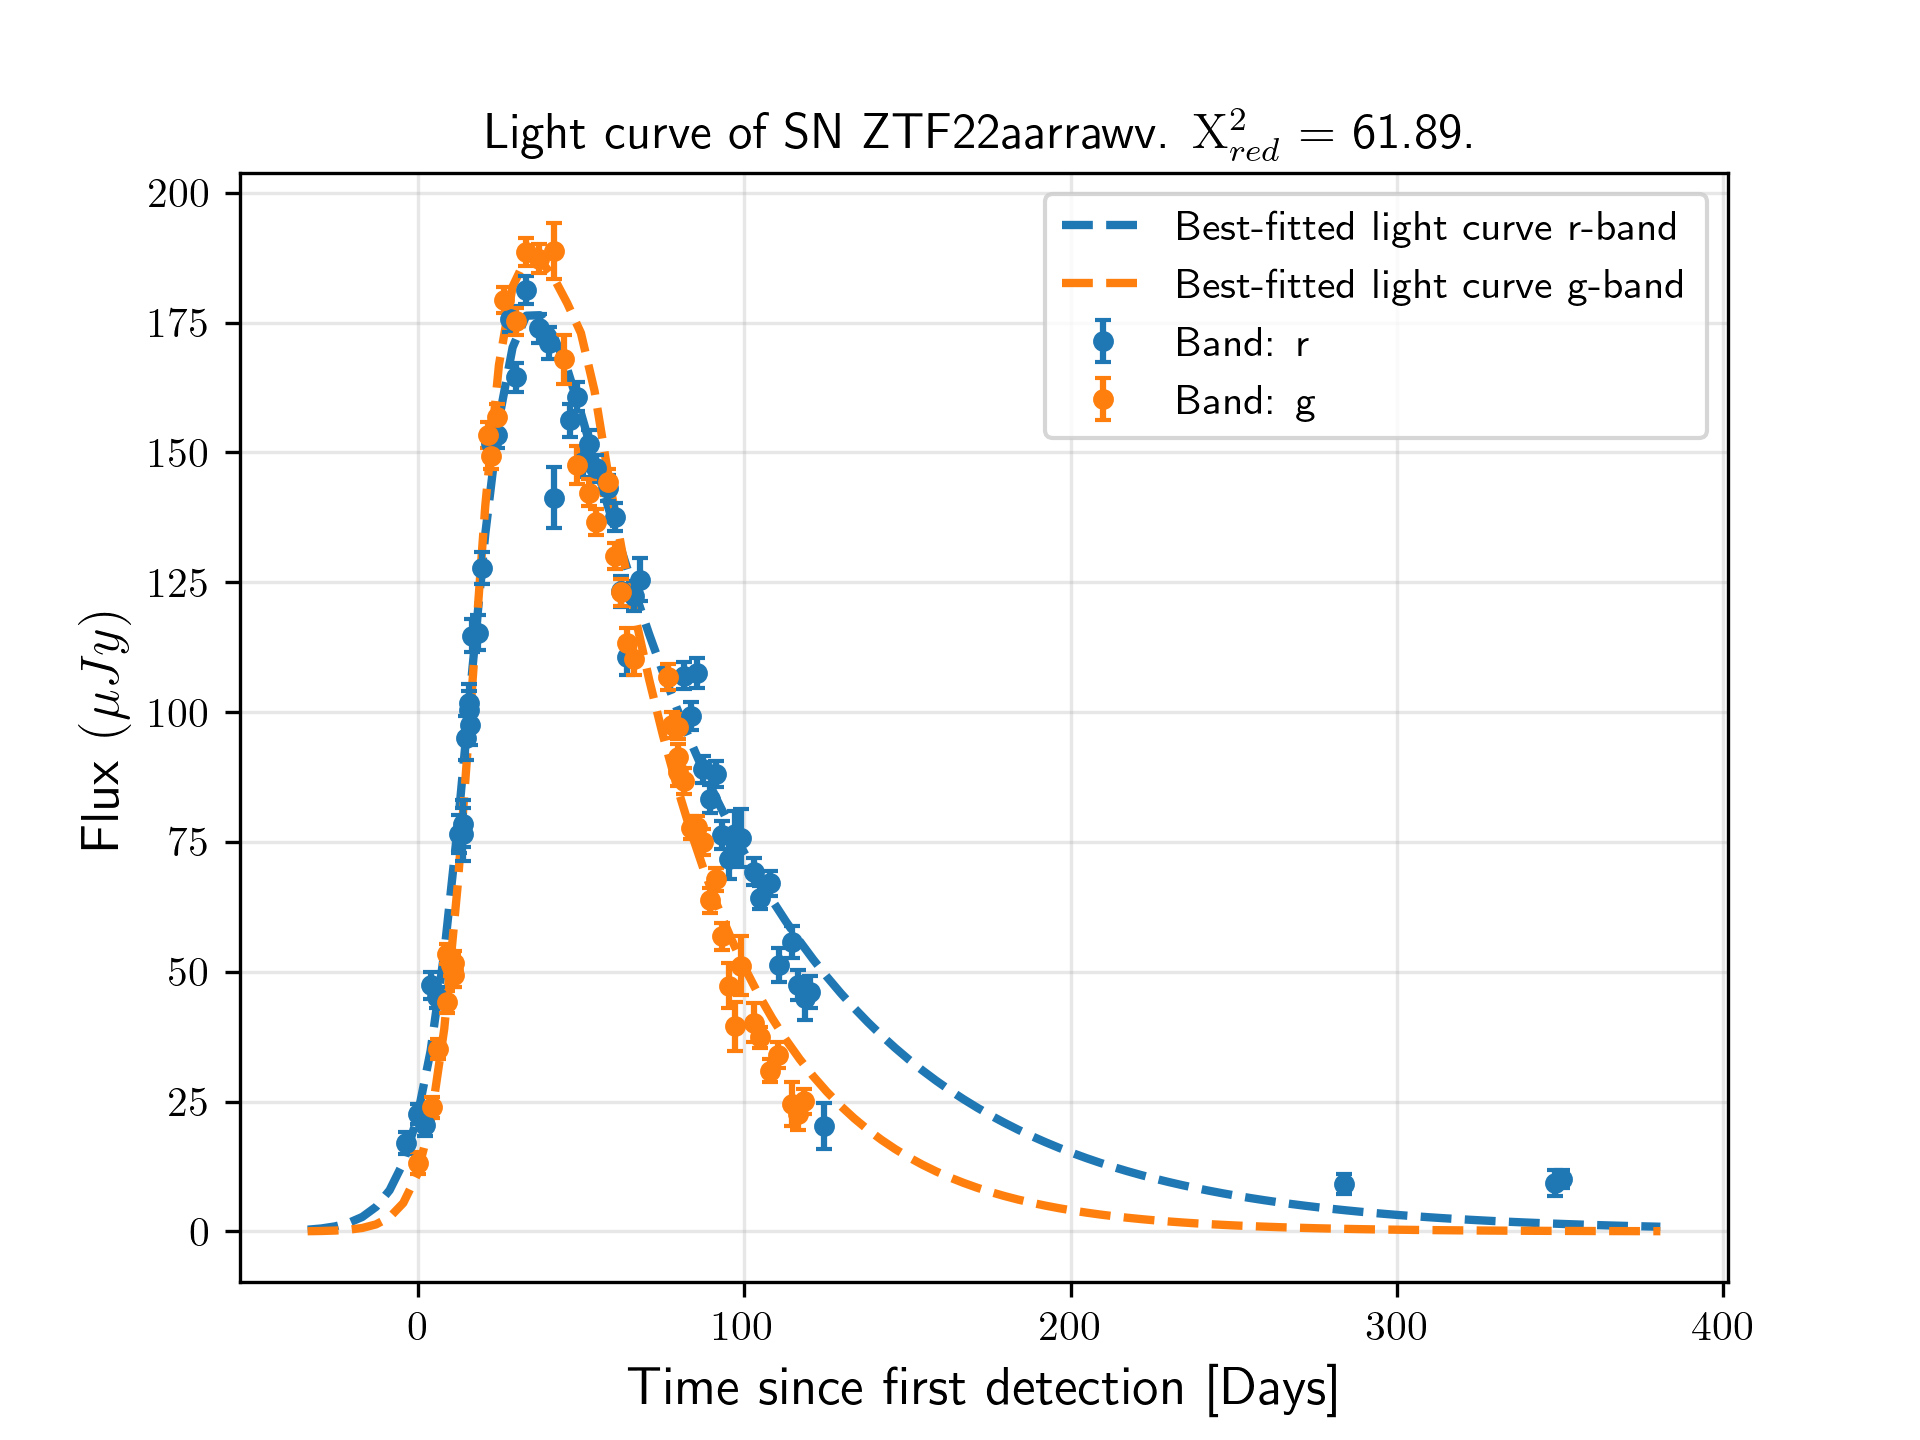 Light curve of SN ZTF22aarrawv. X²_red = 61.89.
200
175
150
125
100
75
50
25
0
Flux (μJy)
Best-fitted light curve r-band
Best-fitted light curve g-band
Band: r
Band: g
0 100 200 300 400
Time since first detection [Days]